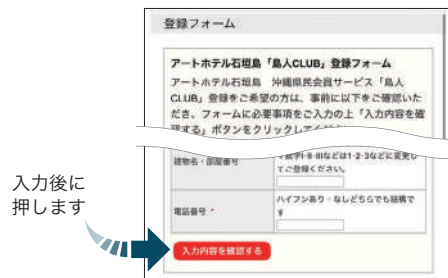 登録フォーム
アートホテル石垣島「島人CLUB」登録フォーム
アートホテル石垣島 沖縄県民会員サービス「島人
CLUB」登録をご希望の方は、事前に以下をご確認いた
だき、フォームに必要事項をご入力の上「入力内容を確
認する」ボタンをクリックして
建物名・部屋番号
マ数字I·II·IIIなどは1·2·3などに変更し
てご登録ください。
電話番号 *
ハイフンあり・なしどちらでも結構で
す
入力後に
押します
入力内容を確認する